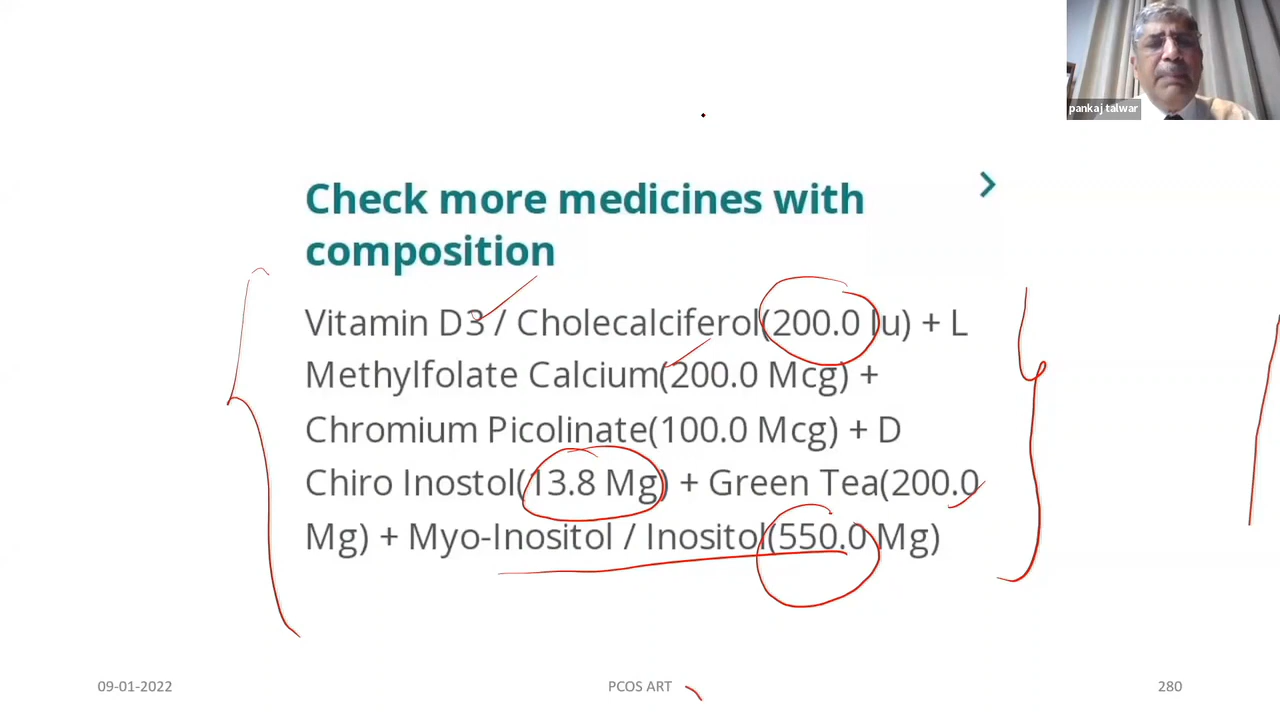 pankaj talwar
Check more medicines with
composition
Vitamin D3 / Cholecalciferol(200.0 Iu) + L
Methylfolate Calcium(200.0 Mcg) +
Chromium Picolinate(100.0 Mcg) + D
Chiro Inostol(13.8 Mg) + Green Tea(200.0
Mg) + Myo-Inositol / Inositol(550.0 Mg)
09-01-2022
PCOS ART
280